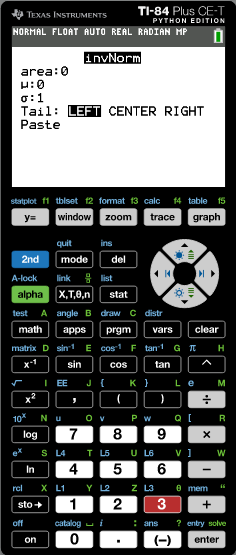 TEXAS INSTRUMENTS TI-84 Plus CE-T
PYTHON EDITION
NORMAL FLOAT AUTO REAL RADIAN MP
invNorm
area:0
μ:0
σ:1
Tail: LEFT CENTER RIGHT
Paste
statplot f1 tblset f2 format f3 calc f4 table f5
y= window zoom trace graph
quit ins
2nd mode del
A-lock link list
alpha X,T,θ,n stat
test A angle B draw C distr
math apps prgm vars clear
matrix D sin⁻¹ E cos⁻¹ F tan⁻¹ G π H
x⁻¹ sin cos tan ^
√ I EE J { K } L e M
x² , ( ) ÷
10ˣ N u O v P w Q [ R
log 7 8 9 ×
eˣ S L4 T L5 U L6 V ] W
ln 4 5 6 −
rcl X L1 Y L2 Z L3 θ mem "
sto→ 1 2 3 +
off catalog i : ans ? entry solve
on 0 . (−) enter